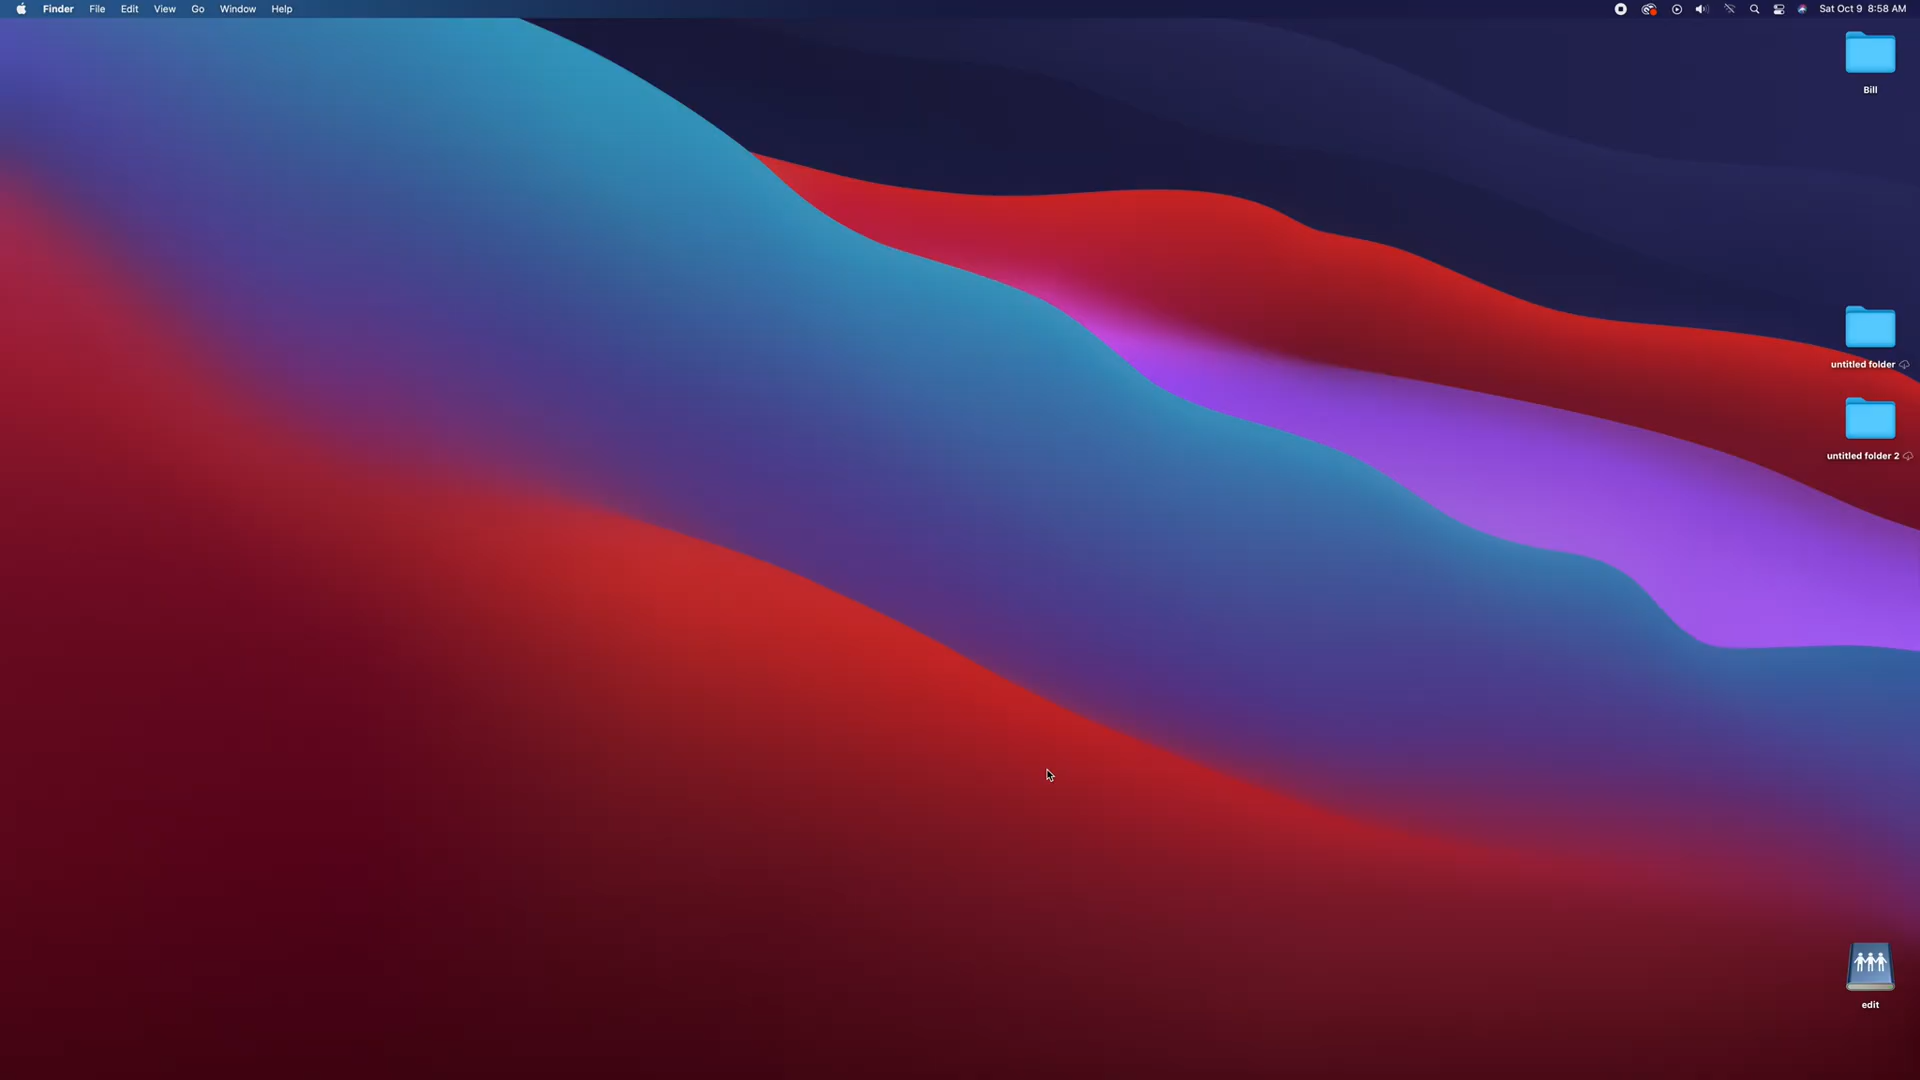 Finder File Edit View Go Window Help Sat Oct 9 8:58 AM
Bill
untitled folder
untitled folder 2
edit